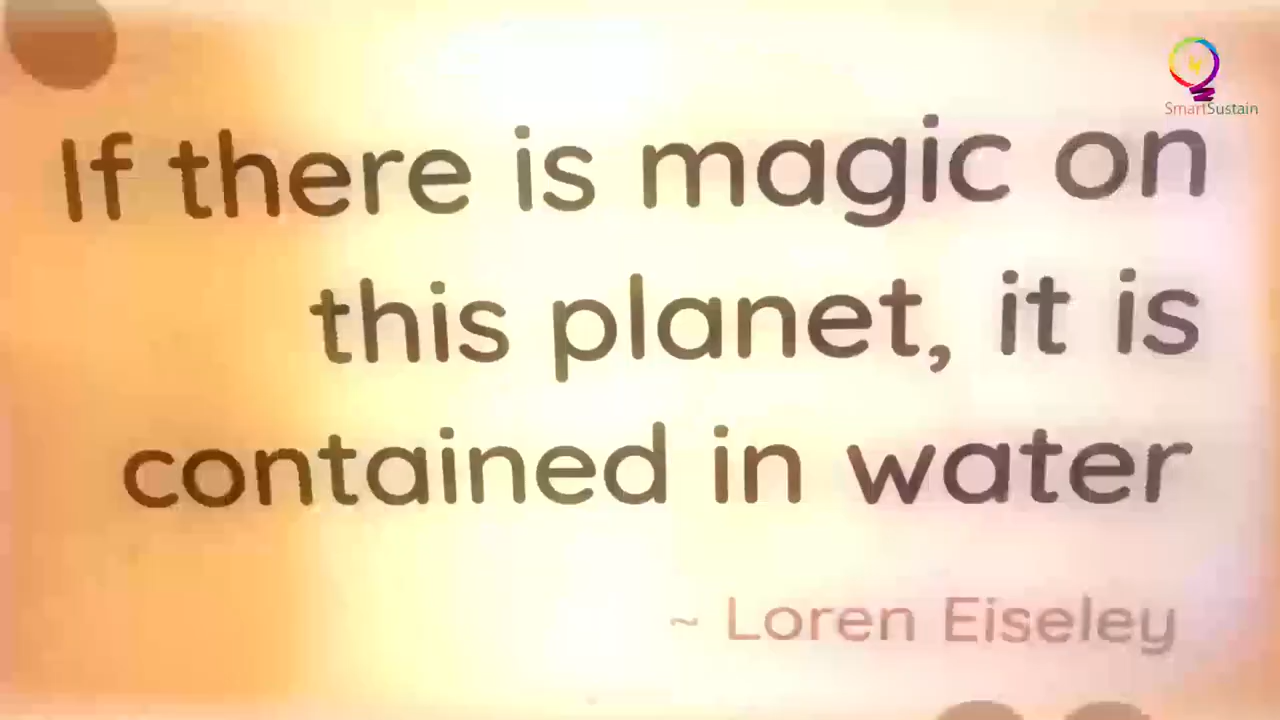 SmartSustain
If there is magic on
this planet, it is
contained in water
~ Loren Eiseley